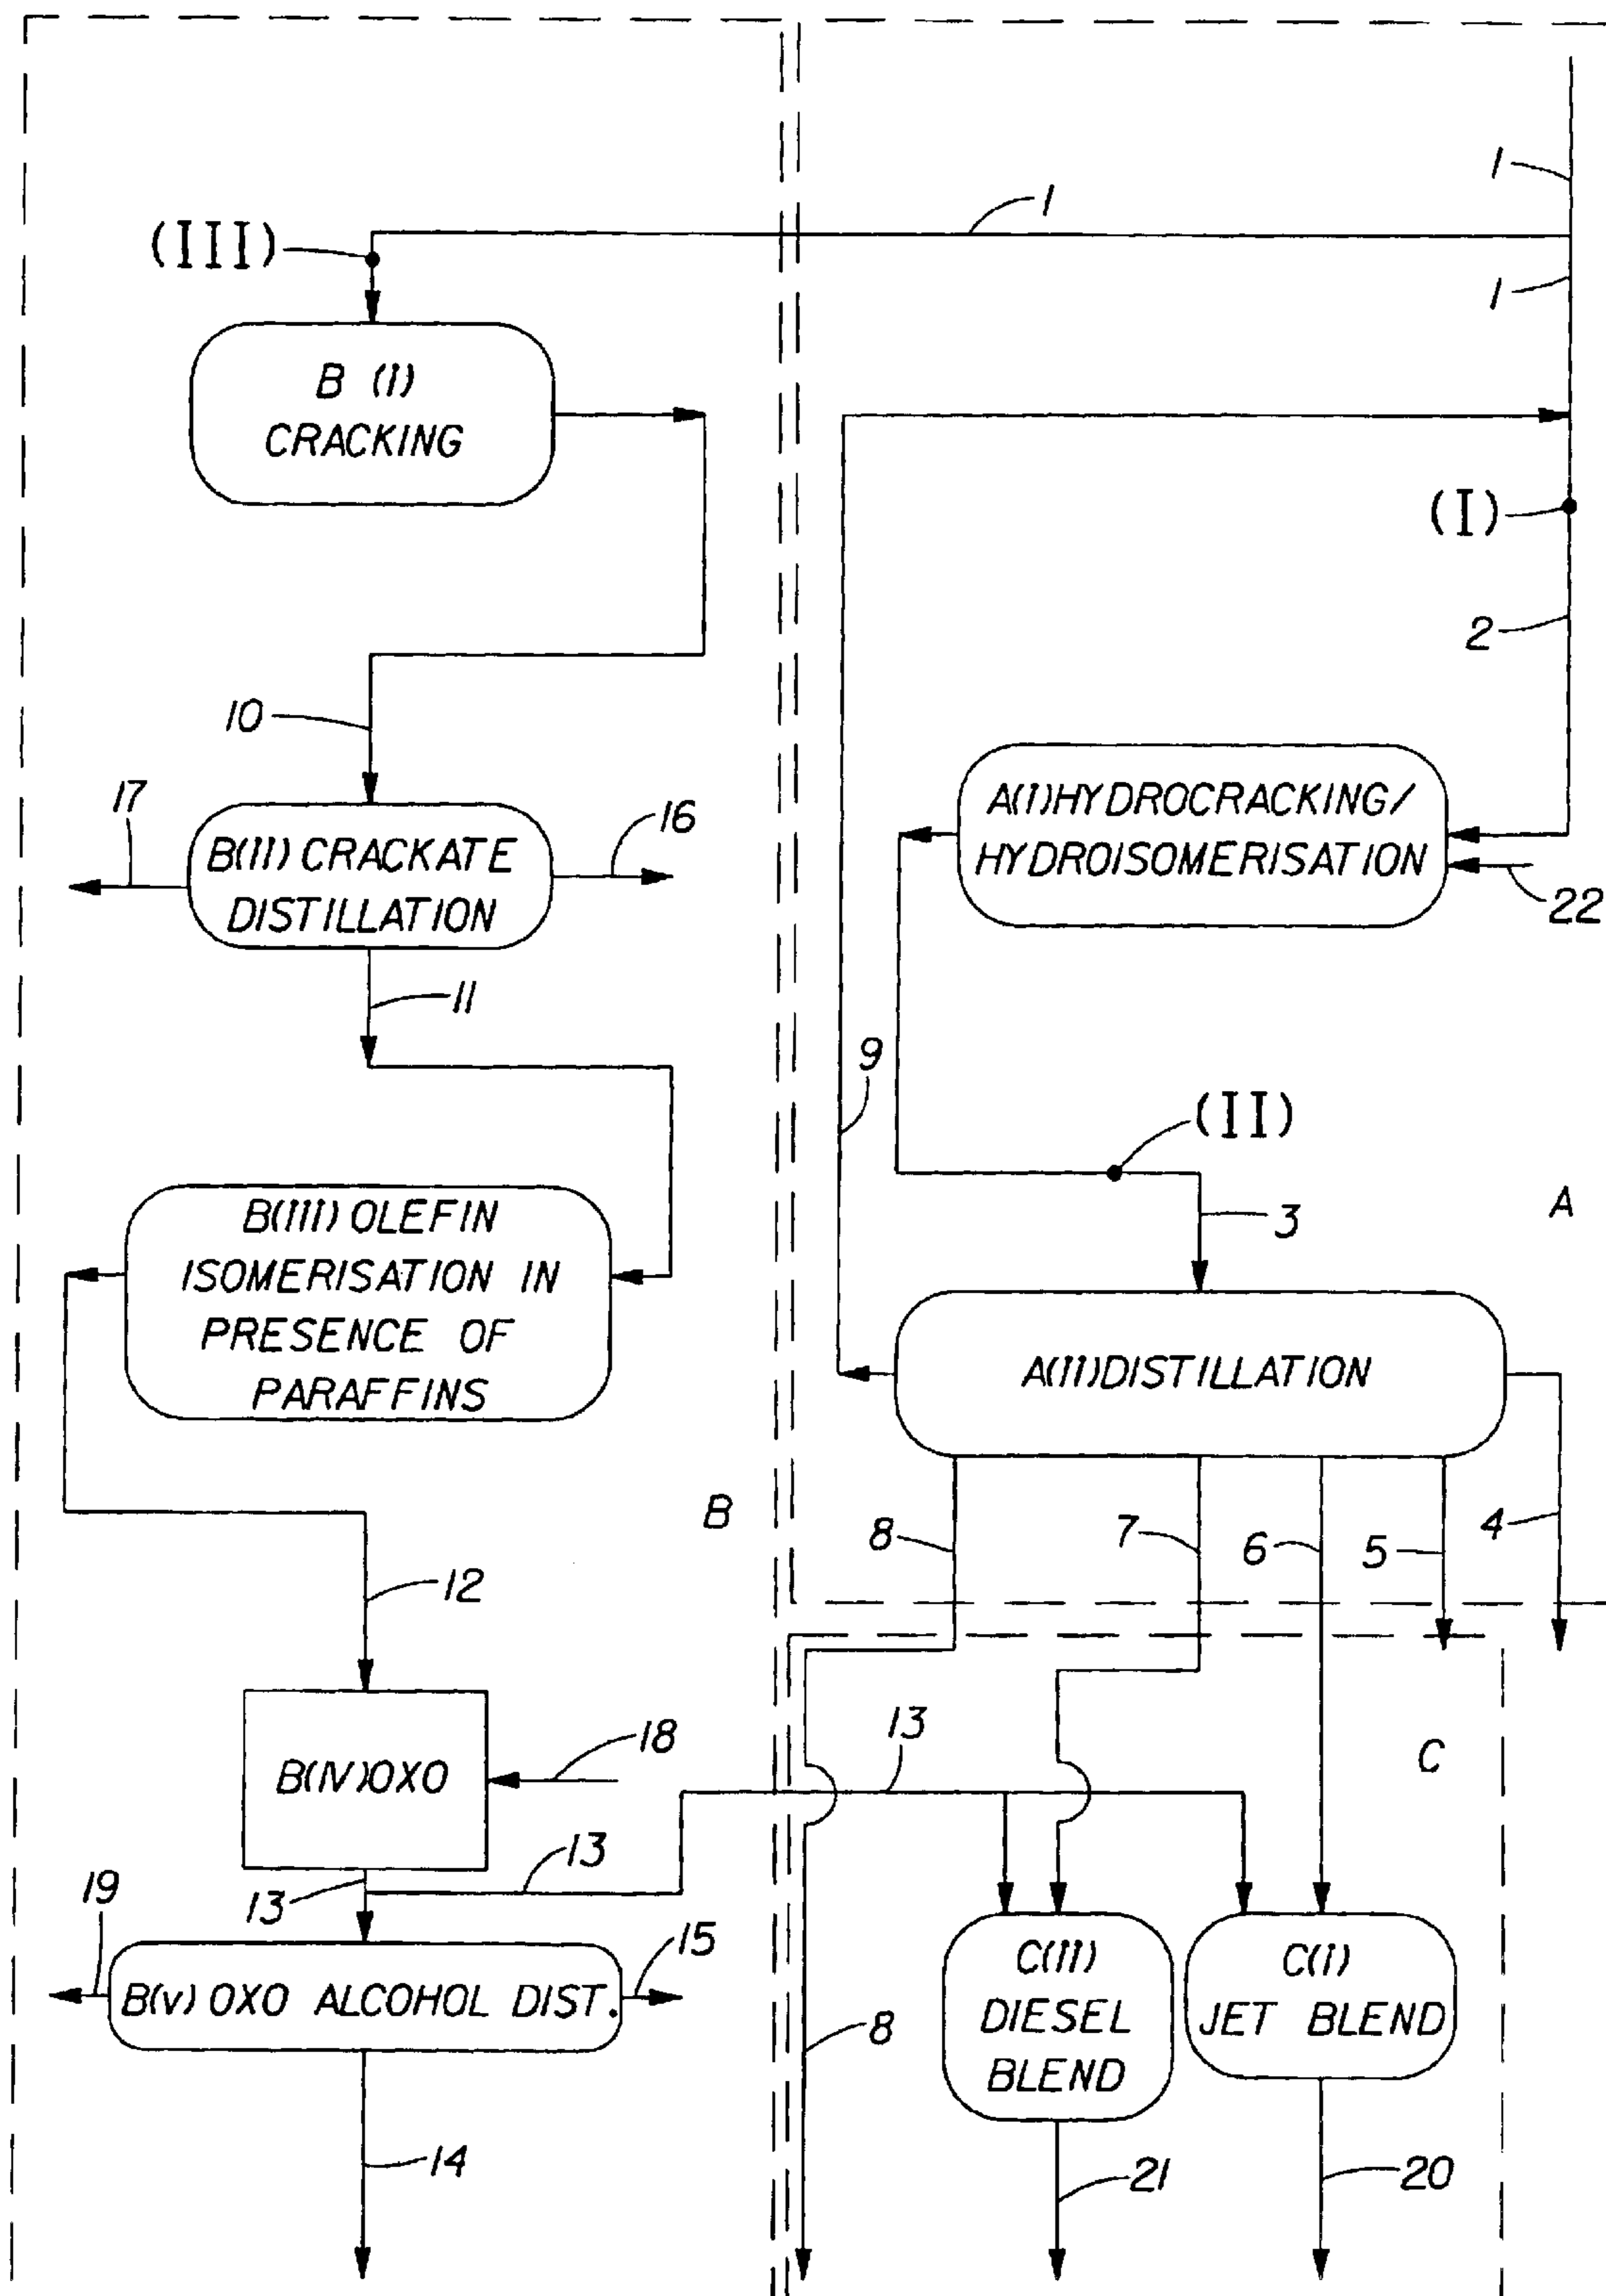 1
1
(III)
1
B (I)
CRACKING
(I)
2
10
A(I)HYDROCRACKING/
HYDROISOMERISATION
22
17
16
B(II) CRACKATE
DISTILLATION
11
9
(II)
3
A
B(III) OLEFIN
ISOMERISATION IN
PRESENCE OF
PARAFFINS
A(II)DISTILLATION
B
8
7
6
5
4
12
13
C
18
B(IV)OXO
13
19
13
15
B(V) OXO ALCOHOL DIST.
C(II)
DIESEL
BLEND
C(I)
JET BLEND
8
14
21
20